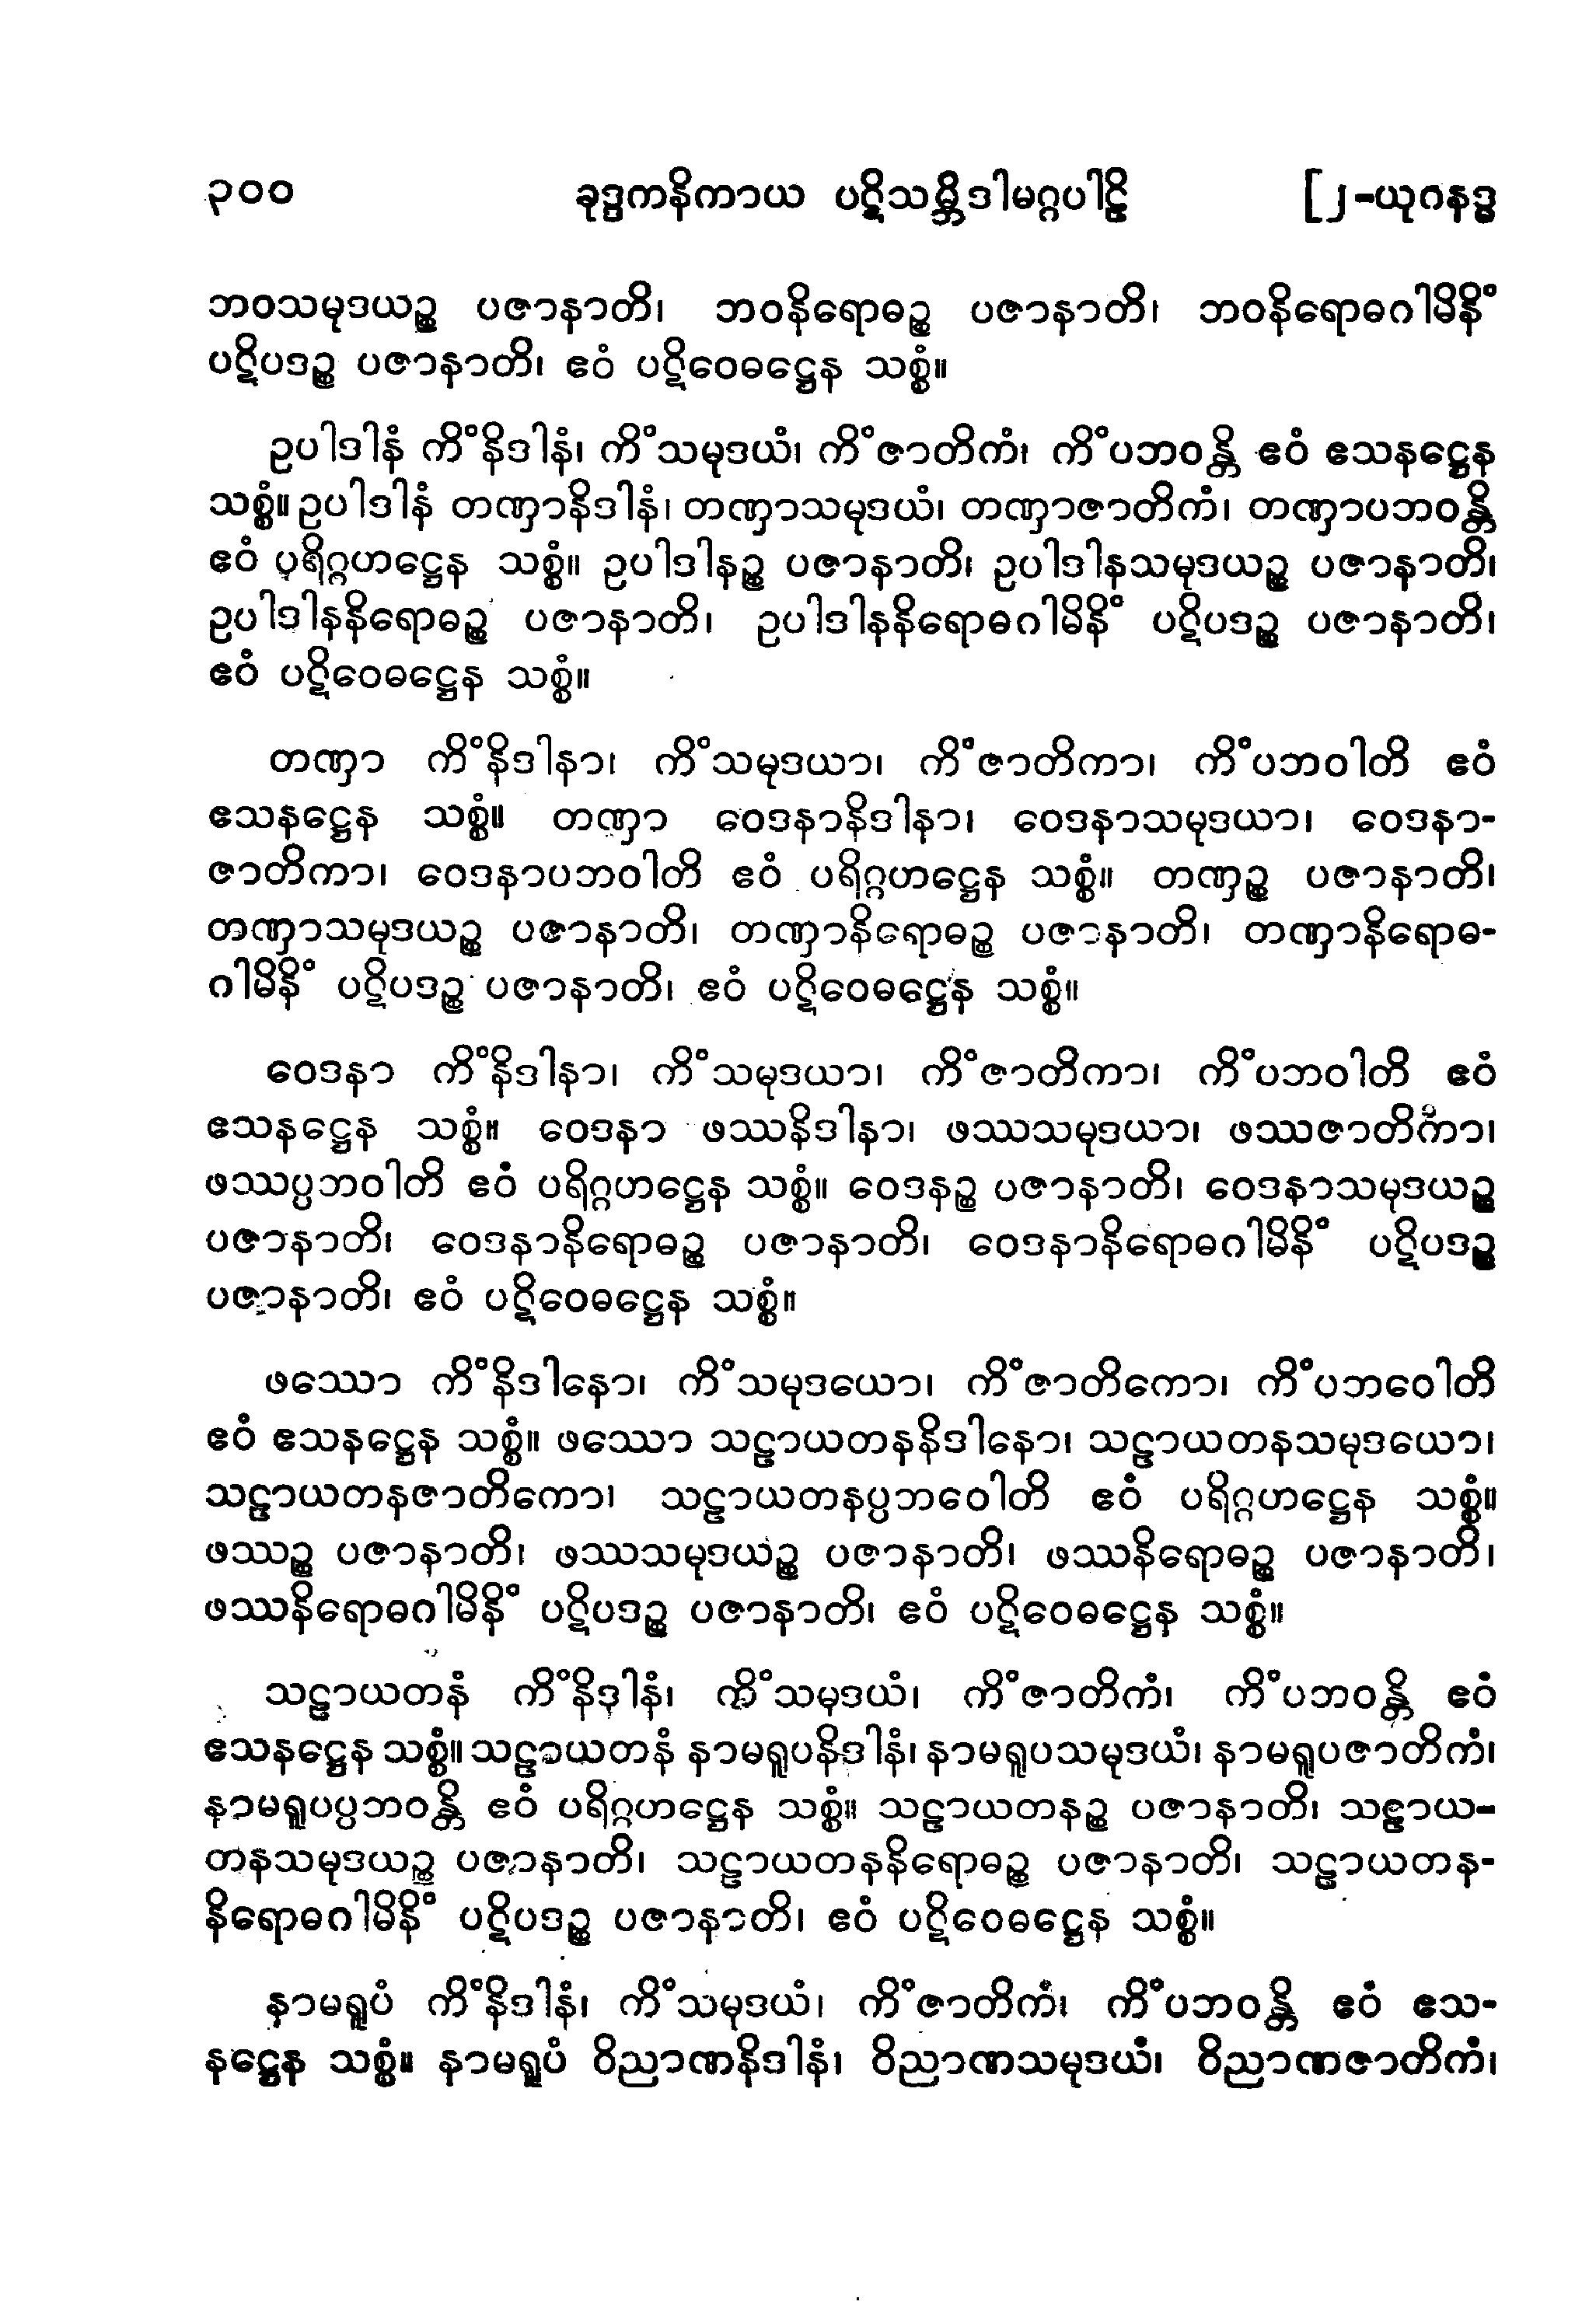 ၃၀၀ ခုဒ္ဒကနိကာယ ပဋိသမ္ဘိဒါမဂ္ဂပါဠိ [၂-ယုဂနဒ္ဓ
ဘဝသမုဒယဉ္စ ပဇာနာတိ၊ ဘဝနိရောဓဉ္စ ပဇာနာတိ၊ ဘဝနိရောဓဂါမိနိံ
ပဋိပဒဉ္စ ပဇာနာတိ၊ ဧဝံ ပဋိဝေဓဋ္ဌေန သစ္စံ။
ဥပါဒါနံ ကိံနိဒါနံ၊ ကိံသမုဒယံ၊ ကိံဇာတိကံ၊ ကိံပဘဝန္တိ ဧဝံ ဧသနဋ္ဌေန
သစ္စံ။ ဥပါဒါနံ တဏှာနိဒါနံ၊ တဏှာသမုဒယံ၊ တဏှာဇာတိကံ၊ တဏှာပဘဝန္တိ
ဧဝံ ပရိဂ္ဂဟဋ္ဌေန သစ္စံ။ ဥပါဒါနဉ္စ ပဇာနာတိ၊ ဥပါဒါနသမုဒယဉ္စ ပဇာနာတိ၊
ဥပါဒါနနိရောဓဉ္စ ပဇာနာတိ၊ ဥပါဒါနနိရောဓဂါမိနိံ ပဋိပဒဉ္စ ပဇာနာတိ၊
ဧဝံ ပဋိဝေဓဋ္ဌေန သစ္စံ။
တဏှာ ကိံနိဒါနာ၊ ကိံသမုဒယာ၊ ကိံဇာတိကာ၊ ကိံပဘဝါတိ ဧဝံ
ဧသနဋ္ဌေန သစ္စံ။ တဏှာ ဝေဒနာနိဒါနာ၊ ဝေဒနာသမုဒယာ၊ ဝေဒနာ-
ဇာတိကာ၊ ဝေဒနာပဘဝါတိ ဧဝံ ပရိဂ္ဂဟဋ္ဌေန သစ္စံ။ တဏှဉ္စ ပဇာနာတိ၊
တဏှာသမုဒယဉ္စ ပဇာနာတိ၊ တဏှာနိရောဓဉ္စ ပဇာနာတိ၊ တဏှာနိရောဓ-
ဂါမိနိံ ပဋိပဒဉ္စ ပဇာနာတိ၊ ဧဝံ ပဋိဝေဓဋ္ဌေန သစ္စံ။
ဝေဒနာ ကိံနိဒါနာ၊ ကိံသမုဒယာ၊ ကိံဇာတိကာ၊ ကိံပဘဝါတိ ဧဝံ
ဧသနဋ္ဌေန သစ္စံ။ ဝေဒနာ ဖဿနိဒါနာ၊ ဖဿသမုဒယာ၊ ဖဿဇာတိကာ၊
ဖဿပ္ပဘဝါတိ ဧဝံ ပရိဂ္ဂဟဋ္ဌေန သစ္စံ။ ဝေဒနဉ္စ ပဇာနာတိ၊ ဝေဒနာသမုဒယဉ္စ
ပဇာနာတိ၊ ဝေဒနာနိရောဓဉ္စ ပဇာနာတိ၊ ဝေဒနာနိရောဓဂါမိနိံ ပဋိပဒဉ္စ
ပဇာနာတိ၊ ဧဝံ ပဋိဝေဓဋ္ဌေန သစ္စံ။
ဖဿော ကိံနိဒါနော၊ ကိံသမုဒယော၊ ကိံဇာတိကော၊ ကိံပဘဝေါတိ
ဧဝံ ဧသနဋ္ဌေန သစ္စံ။ ဖဿော သဠာယတနနိဒါနော၊ သဠာယတနသမုဒယော၊
သဠာယတနဇာတိကော၊ သဠာယတနပ္ပဘဝေါတိ ဧဝံ ပရိဂ္ဂဟဋ္ဌေန သစ္စံ။
ဖဿဉ္စ ပဇာနာတိ၊ ဖဿသမုဒယဉ္စ ပဇာနာတိ၊ ဖဿနိရောဓဉ္စ ပဇာနာတိ၊
ဖဿနိရောဓဂါမိနိံ ပဋိပဒဉ္စ ပဇာနာတိ၊ ဧဝံ ပဋိဝေဓဋ္ဌေန သစ္စံ။
သဠာယတနံ ကိံနိဒါနံ၊ ကိံသမုဒယံ၊ ကိံဇာတိကံ၊ ကိံပဘဝန္တိ ဧဝံ
ဧသနဋ္ဌေန သစ္စံ။ သဠာယတနံ နာမရူပနိဒါနံ၊ နာမရူပသမုဒယံ၊ နာမရူပဇာတိကံ၊
နာမရူပပ္ပဘဝန္တိ ဧဝံ ပရိဂ္ဂဟဋ္ဌေန သစ္စံ။ သဠာယတနဉ္စ ပဇာနာတိ၊ သဠာယ-
တနသမုဒယဉ္စ ပဇာနာတိ၊ သဠာယတနနိရောဓဉ္စ ပဇာနာတိ၊ သဠာယတန-
နိရောဓဂါမိနိံ ပဋိပဒဉ္စ ပဇာနာတိ၊ ဧဝံ ပဋိဝေဓဋ္ဌေန သစ္စံ။
နာမရူပံ ကိံနိဒါနံ၊ ကိံသမုဒယံ၊ ကိံဇာတိကံ၊ ကိံပဘဝန္တိ ဧဝံ ဧသ-
နဋ္ဌေန သစ္စံ။ နာမရူပံ ဝိညာဏနိဒါနံ၊ ဝိညာဏသမုဒယံ၊ ဝိညာဏဇာတိကံ၊